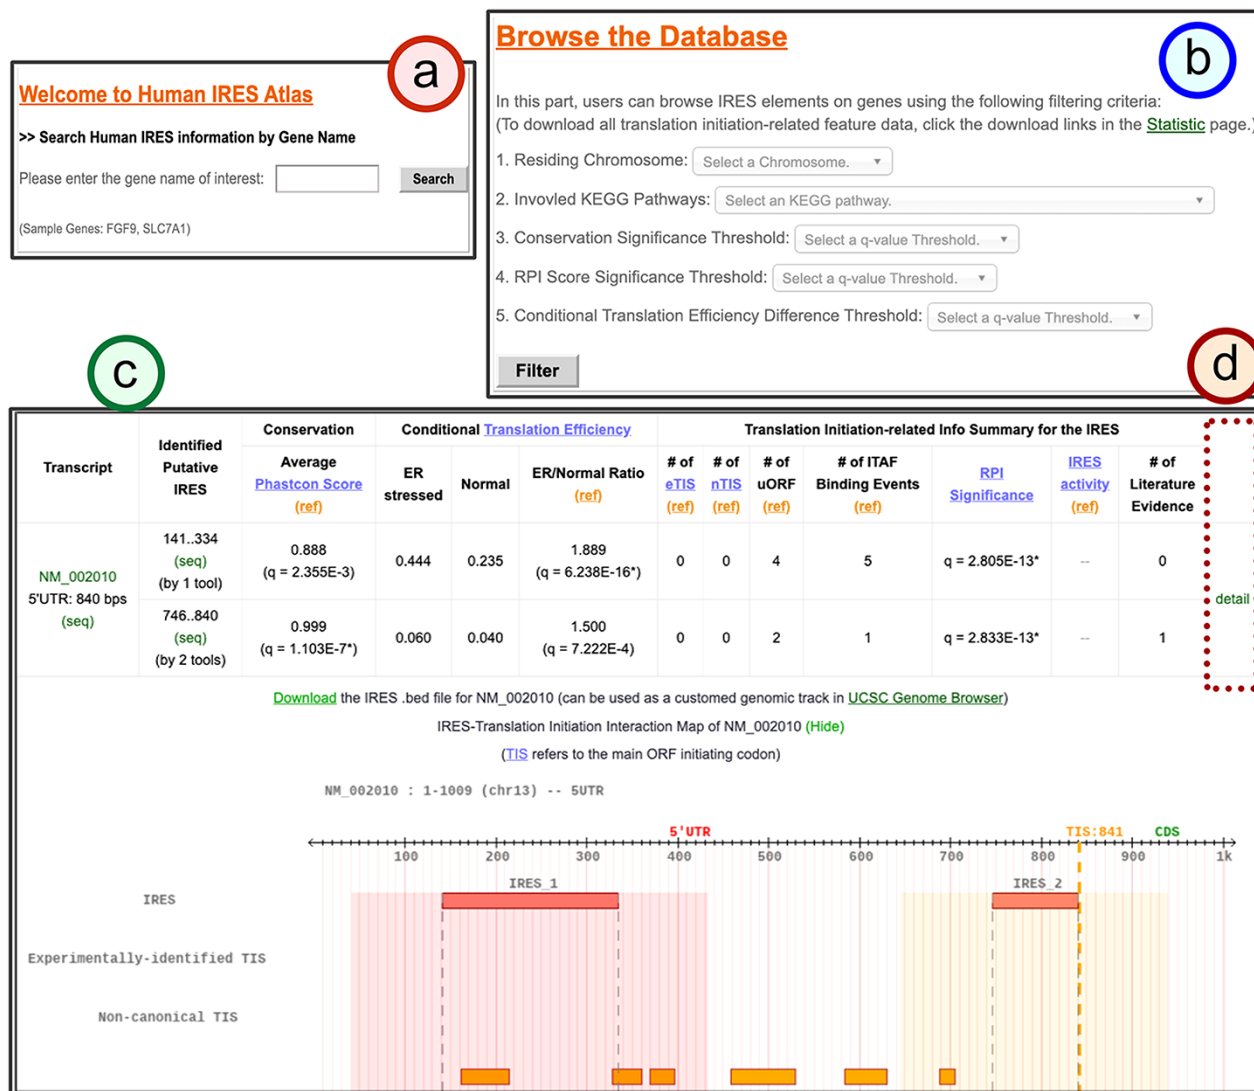 a
Welcome to Human IRES Atlas
>> Search Human IRES information by Gene Name
Please enter the gene name of interest:
Search
(Sample Genes: FGF9, SLC7A1)
b
Browse the Database
In this part, users can browse IRES elements on genes using the following filtering criteria:
(To download all translation initiation-related feature data, click the download links in the Statistic page.)
1. Residing Chromosome: Select a Chromosome.
2. Invovled KEGG Pathways: Select an KEGG pathway.
3. Conservation Significance Threshold: Select a q-value Threshold.
4. RPI Score Significance Threshold: Select a q-value Threshold.
5. Conditional Translation Efficiency Difference Threshold: Select a q-value Threshold.
Filter
c
d
Transcript
Identified
Putative
IRES
Conservation
Conditional Translation Efficiency
Translation Initiation-related Info Summary for the IRES
Average
Phastcon Score
(ref)
ER
stressed
Normal
ER/Normal Ratio
(ref)
# of
eTIS
(ref)
# of
nTIS
(ref)
# of
uORF
(ref)
# of ITAF
Binding Events
(ref)
RPI
Significance
IRES
activity
(ref)
# of
Literature
Evidence
NM_002010
5'UTR: 840 bps
(seq)
141..334
(seq)
(by 1 tool)
0.888
(q = 2.355E-3)
0.444
0.235
1.889
(q = 6.238E-16*)
0
0
4
5
q = 2.805E-13*
--
0
detail
746..840
(seq)
(by 2 tools)
0.999
(q = 1.103E-7*)
0.060
0.040
1.500
(q = 7.222E-4)
0
0
2
1
q = 2.833E-13*
--
1
Download the IRES .bed file for NM_002010 (can be used as a customed genomic track in UCSC Genome Browser)
IRES-Translation Initiation Interaction Map of NM_002010 (Hide)
(TIS refers to the main ORF initiating codon)
NM_002010 : 1-1009 (chr13) -- 5UTR
5'UTR
TIS:841
CDS
100 200 300 400 500 600 700 800 900 1k
IRES
IRES_1
IRES_2
Experimentally-identified TIS
Non-canonical TIS